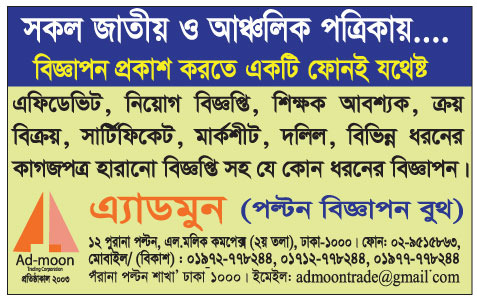 সকল জাতীয় ও আঞ্চলিক পত্রিকায়....
বিজ্ঞাপন প্রকাশ করতে একটি ফোনই যথেষ্ট
এফিডেভিট, নিয়োগ বিজ্ঞপ্তি, শিক্ষক আবশ্যক, ক্রয়
বিক্রয়, সার্টিফিকেট, মার্কশীট, দলিল, বিভিন্ন ধরনের
কাগজপত্র হারানো বিজ্ঞপ্তি সহ যে কোন ধরনের বিজ্ঞাপন।
এ্যাডমুন (পল্টন বিজ্ঞাপন বুথ)
১২ পুরানা পল্টন, এল.মলিক কমপেক্স (২য় তলা), ঢাকা-১০০০। ফোন: ০২-৯৫১৫৮৬৩,
মোবাইল/ (বিকাশ) : ০১৯৭২-৭৭৮২৪৪, ০১৭১২-৭৭৮২৪৪, ০১৯৭৭-৭৭৮২৪৪
পরানা পল্টন শাখা' ঢাকা ১০০০। ইমেইল: admoontrade@gmail.com
Ad-moon
Trading Corporation
প্রতিষ্ঠাকাল ২০০৩